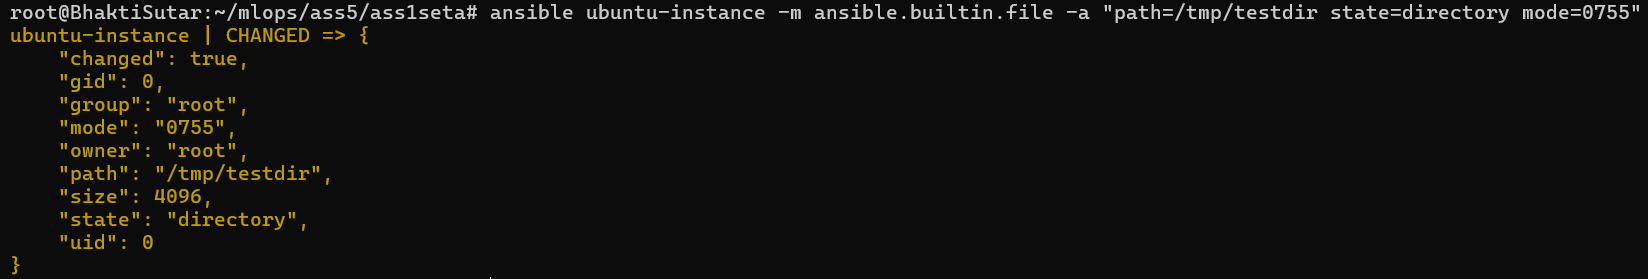 root@BhaktiSutar:~/mlops/ass5/ass1seta# ansible ubuntu-instance -m ansible.builtin.file -a "path=/tmp/testdir state=directory mode=0755"
ubuntu-instance | CHANGED => {
    "changed": true,
    "gid": 0,
    "group": "root",
    "mode": "0755",
    "owner": "root",
    "path": "/tmp/testdir",
    "size": 4096,
    "state": "directory",
    "uid": 0
}